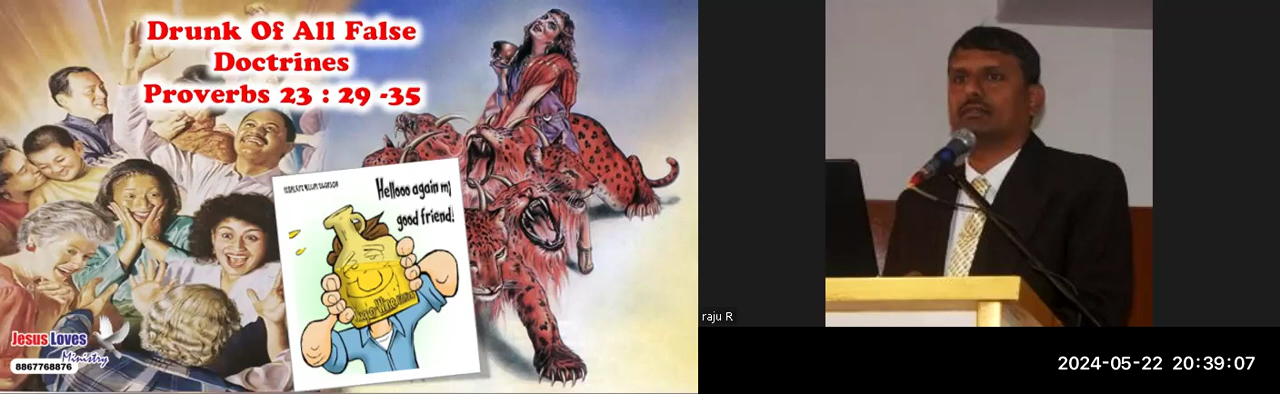 Drunk Of All False
Doctrines
Proverbs 23 : 29 -35
Hellooo again my
good friend!
Jesus Loves
Ministry
8867768876
raju R
2024-05-22 20:39:07